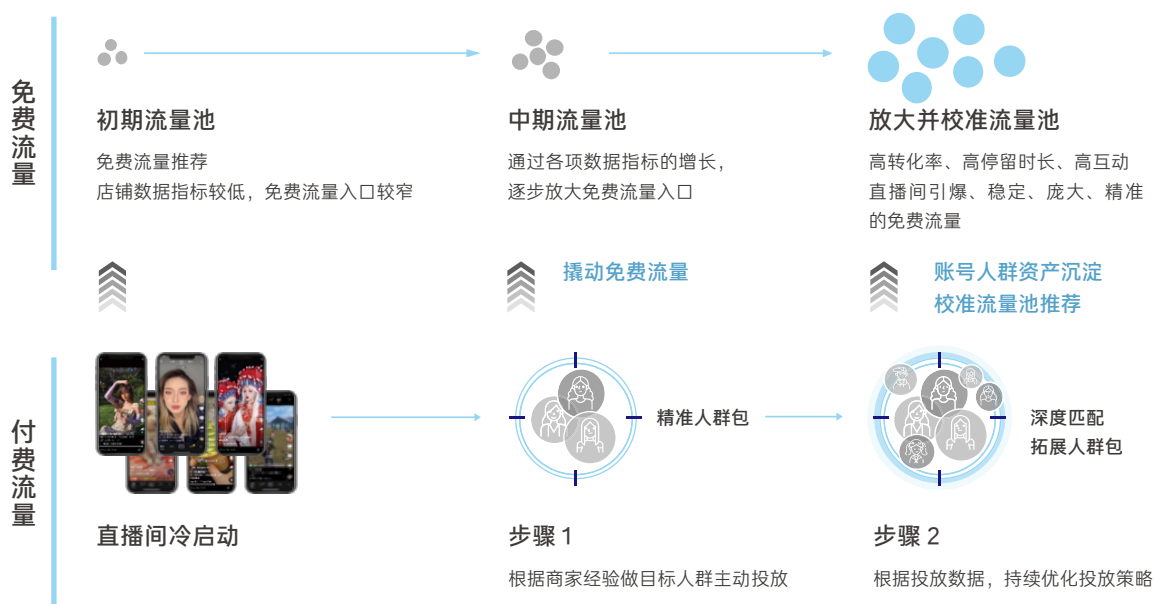 免费流量
初期流量池
免费流量推荐
店铺数据指标较低，免费流量入口较窄
中期流量池
通过各项数据指标的增长，
逐步放大免费流量入口
放大并校准流量池
高转化率、高停留时长、高互动
直播间引爆、稳定、庞大、精准
的免费流量
撬动免费流量
账号人群资产沉淀
校准流量池推荐
付费流量
直播间冷启动
精准人群包
步骤 1
根据商家经验做目标人群主动投放
深度匹配
拓展人群包
步骤 2
根据投放数据，持续优化投放策略